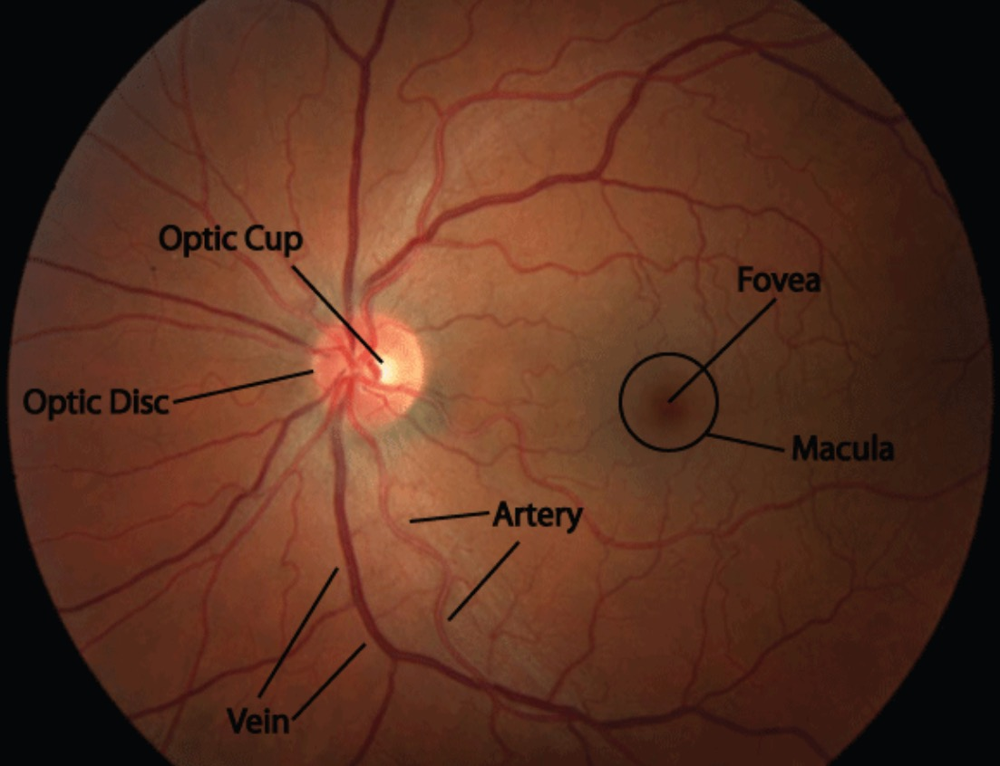 Optic Cup
Fovea
Optic Disc
Macula
Artery
Vein